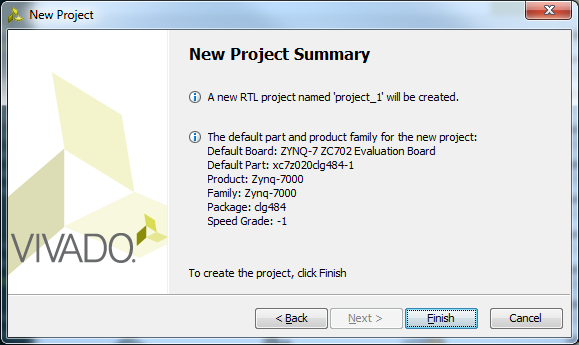 New Project
New Project Summary
A new RTL project named 'project_1' will be created.
The default part and product family for the new project:
Default Board: ZYNQ-7 ZC702 Evaluation Board
Default Part: xc7z020clg484-1
Product: Zynq-7000
Family: Zynq-7000
Package: clg484
Speed Grade: -1
VIVADO.
To create the project, click Finish
< Back
Next >
Finish
Cancel